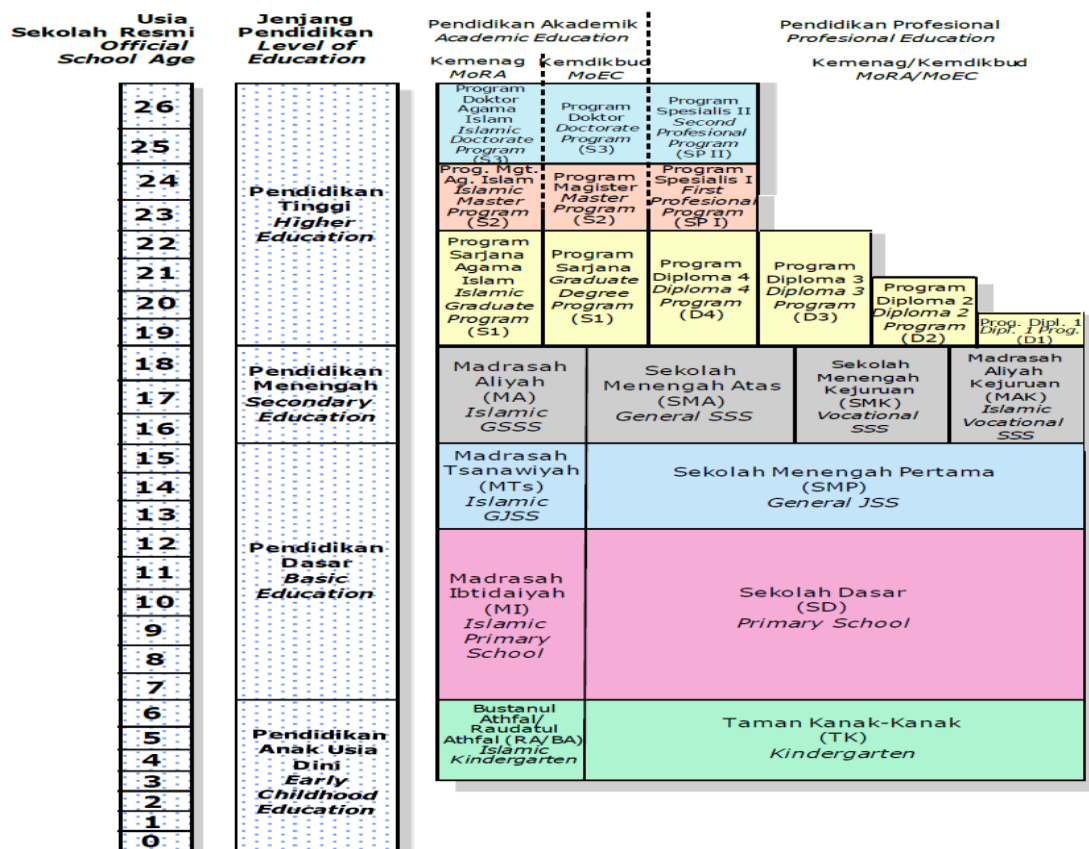 Usia
Sekolah Resmi
Official
School Age
Jenjang
Pendidikan
Level of
Education
Pendidikan Akademik
Academic Education
Pendidikan Profesional
Profesional Education
Kemenag
MoRA
Kemdikbud
MoEC
Kemenag/Kemdikbud
MoRA/MoEC
26
25
24
23
22
21
20
19
18
17
16
15
14
13
12
11
10
9
8
7
6
5
4
3
2
1
0
Pendidikan
Tinggi
Higher
Education
Pendidikan
Menengah
Secondary
Education
Pendidikan
Dasar
Basic
Education
Pendidikan
Anak Usia
Dini
Early
Childhood
Education
Program
Doktor
Agama
Islam
Islamic
Doctorate
Program
(S3)
Program
Doktor
Doctorate
Program
(S3)
Program
Spesialis II
Second
Profesional
Program
(SP II)
Prog. Mgt.
Ag. Islam
Islamic
Master
Program
(S2)
Program
Magister
Master
Program
(S2)
Program
Spesialis I
First
Profesional
Program
(SP I)
Program
Sarjana
Agama
Islam
Islamic
Graduate
Program
(S1)
Program
Sarjana
Graduate
Degree
Program
(S1)
Program
Diploma 4
Diploma 4
Program
(D4)
Program
Diploma 3
Diploma 3
Program
(D3)
Program
Diploma 2
Diploma 2
Program
(D2)
Prog. Dipl. 1
Dipl. 1 Prog.
(D1)
Madrasah
Aliyah
(MA)
Islamic
GSSS
Sekolah
Menengah Atas
(SMA)
General SSS
Sekolah
Menengah
Kejuruan
(SMK)
Vocational
SSS
Madrasah
Aliyah
Kejuruan
(MAK)
Islamic
Vocational
SSS
Madrasah
Tsanawiyah
(MTs)
Islamic
GJSS
Sekolah Menengah Pertama
(SMP)
General JSS
Madrasah
Ibtidaiyah
(MI)
Islamic
Primary
School
Sekolah Dasar
(SD)
Primary School
Bustanul
Athfal/
Raudatul
Athfal (RA/BA)
Islamic
Kindergarten
Taman Kanak-Kanak
(TK)
Kindergarten